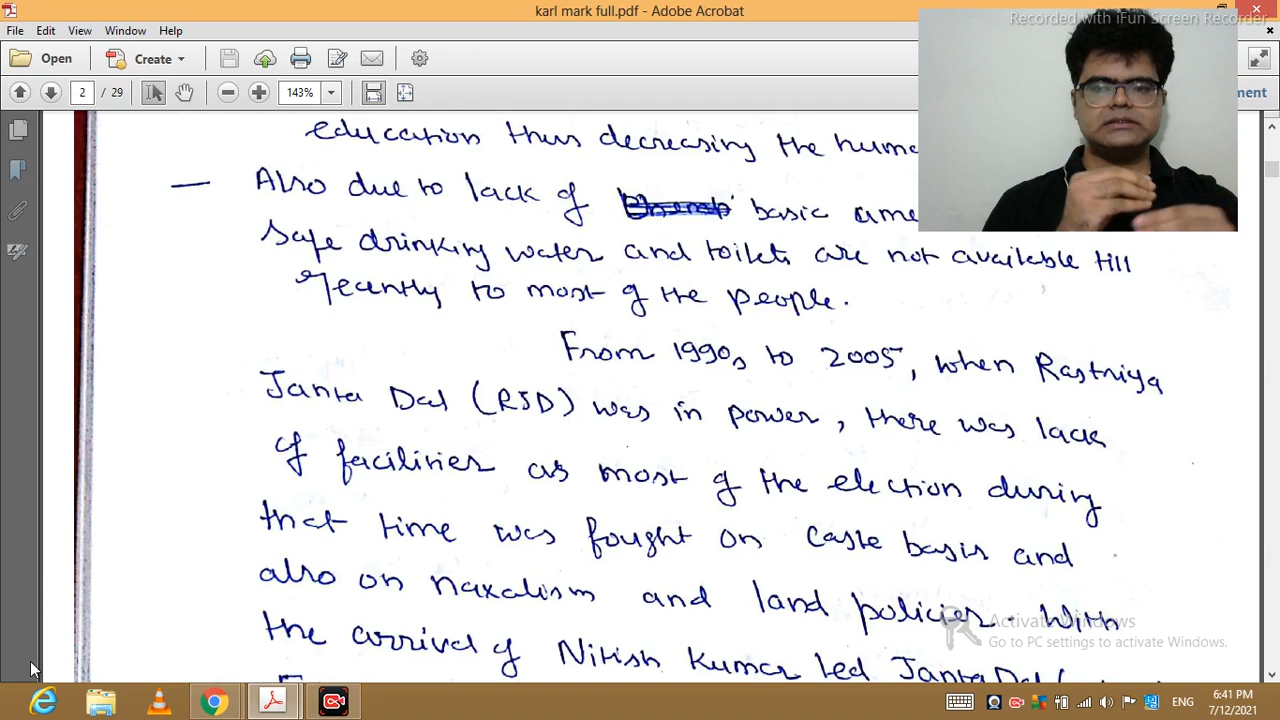 karl mark full.pdf - Adobe Acrobat
Recorded with iFun Screen Recorder
File Edit View Window Help
Open Create
2 / 29 143% ment
education thus decreasing the huma
— Also due to lack of basic ame
safe drinking water and toilets are not available till
recently to most of the people.
From 1990s to 2005, when Rastriya
Janta Dal (RJD) was in power, there was lack
of facilities as most of the election during
that time was fought on caste basis and
also on naxalism and land policies. With
the arrival of Nitish Kumar led Janta Dal (
Activate Windows
Go to PC settings to activate Windows.
ENG 6:41 PM
7/12/2021